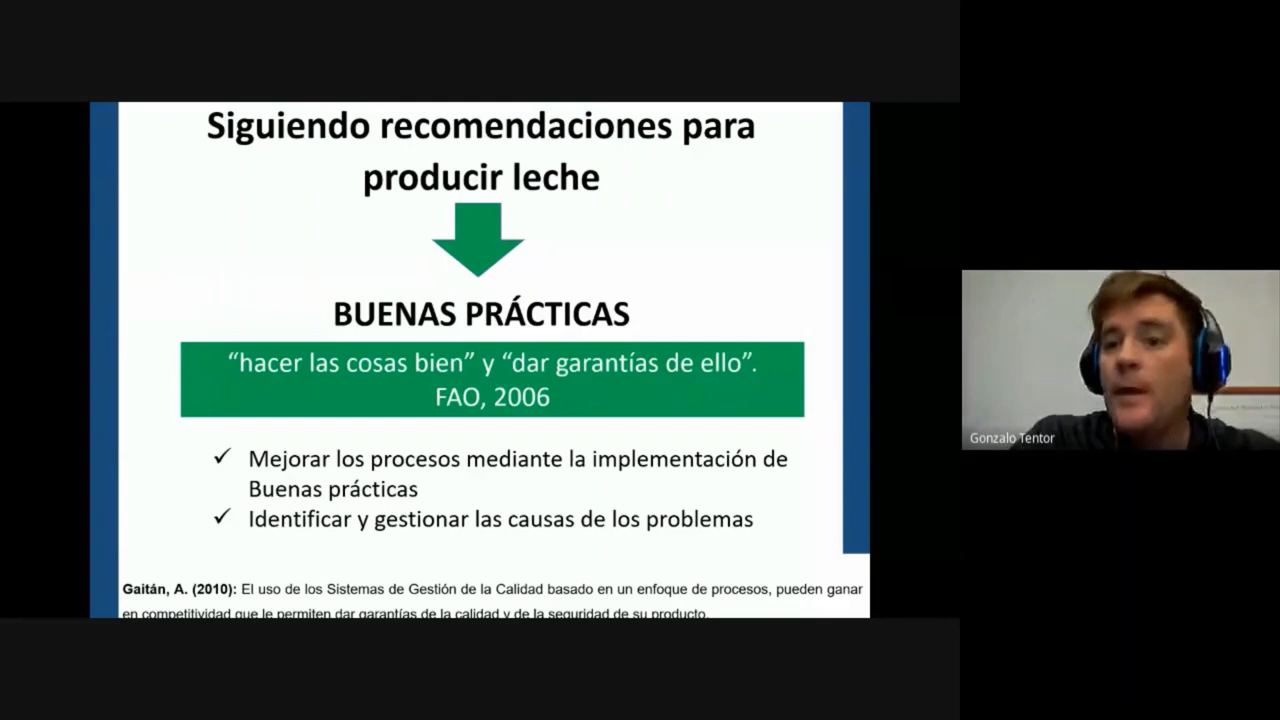 Siguiendo recomendaciones para
producir leche
BUENAS PRÁCTICAS
“hacer las cosas bien” y “dar garantías de ello”.
FAO, 2006
✓ Mejorar los procesos mediante la implementación de
Buenas prácticas
✓ Identificar y gestionar las causas de los problemas
Gaitán, A. (2010): El uso de los Sistemas de Gestión de la Calidad basado en un enfoque de procesos, pueden ganar
en competitividad que le permiten dar garantías de la calidad y de la seguridad de su producto.
Gonzalo Tentor